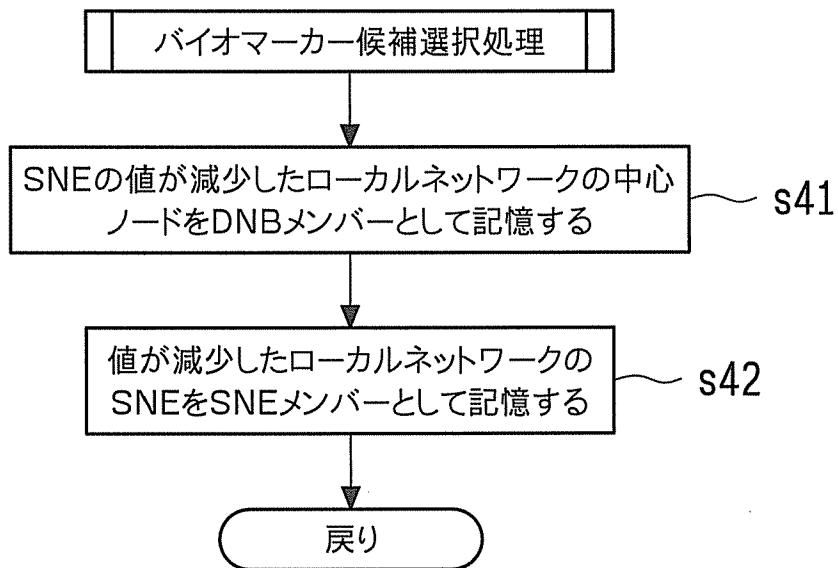 バイオマーカー候補選択処理
SNEの値が減少したローカルネットワークの中心
ノードをDNBメンバーとして記憶する
s41
値が減少したローカルネットワークの
SNEをSNEメンバーとして記憶する
s42
戻り